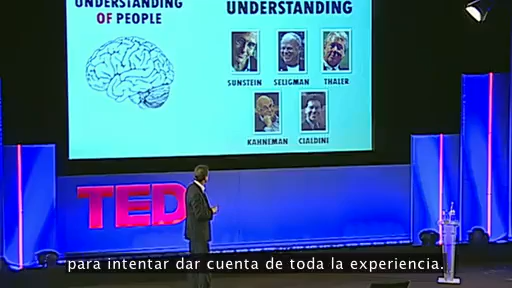 UNDERSTANDING
OF PEOPLE
UNDERSTANDING
SUNSTEIN
SELIGMAN
THALER
KAHNEMAN
CIALDINI
TED
para intentar dar cuenta de toda la experiencia.